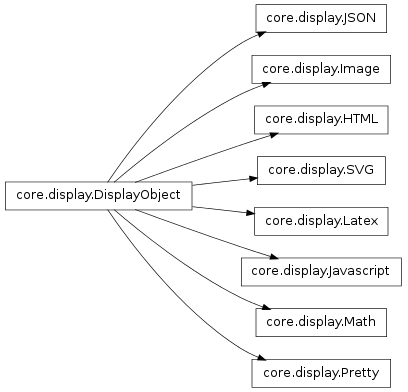 core.display.JSON
core.display.Image
core.display.HTML
core.display.SVG
core.display.DisplayObject
core.display.Latex
core.display.Javascript
core.display.Math
core.display.Pretty